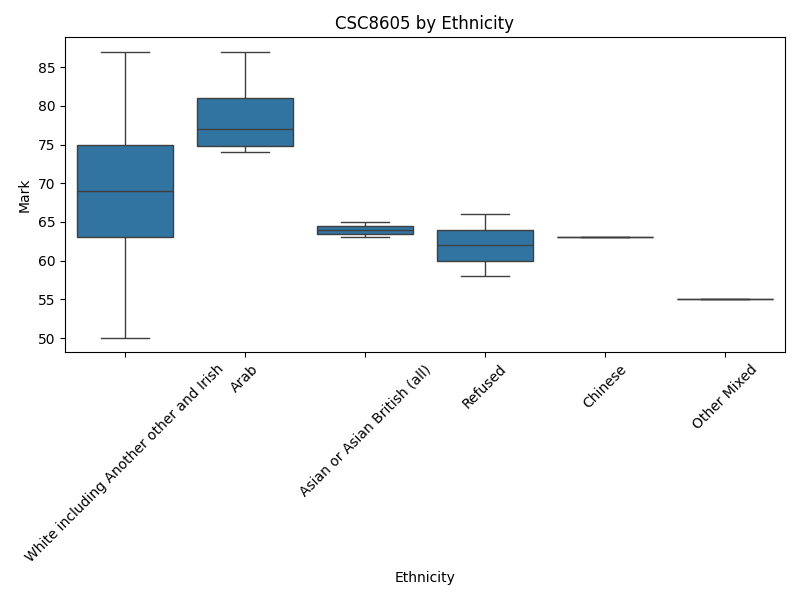 CSC8605 by Ethnicity
Mark
85
80
75
70
65
60
55
50
White including Another other and Irish
Arab
Asian or Asian British (all)
Refused
Chinese
Other Mixed
Ethnicity